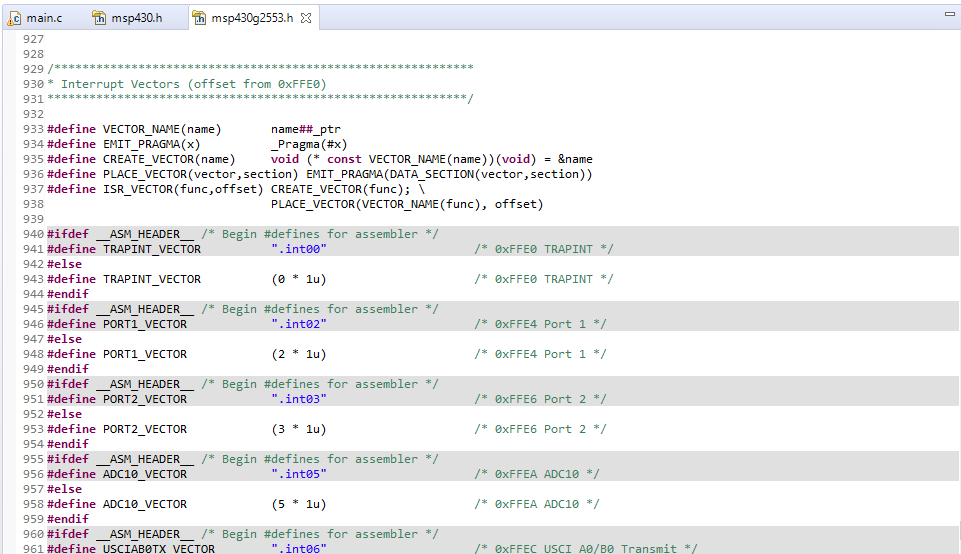 main.c msp430.h msp430g2553.h
927
928
929 /************************************************************
930 * Interrupt Vectors (offset from 0xFFE0)
931 ************************************************************/
932
933 #define VECTOR_NAME(name)       name##_ptr
934 #define EMIT_PRAGMA(x)          _Pragma(#x)
935 #define CREATE_VECTOR(name)     void (* const VECTOR_NAME(name))(void) = &name
936 #define PLACE_VECTOR(vector,section) EMIT_PRAGMA(DATA_SECTION(vector,section))
937 #define ISR_VECTOR(func,offset) CREATE_VECTOR(func); \
938                                 PLACE_VECTOR(VECTOR_NAME(func), offset)
939
940 #ifdef __ASM_HEADER__ /* Begin #defines for assembler */
941 #define TRAPINT_VECTOR          ".int00"                     /* 0xFFE0 TRAPINT */
942 #else
943 #define TRAPINT_VECTOR          (0 * 1u)                     /* 0xFFE0 TRAPINT */
944 #endif
945 #ifdef __ASM_HEADER__ /* Begin #defines for assembler */
946 #define PORT1_VECTOR            ".int02"                     /* 0xFFE4 Port 1 */
947 #else
948 #define PORT1_VECTOR            (2 * 1u)                     /* 0xFFE4 Port 1 */
949 #endif
950 #ifdef __ASM_HEADER__ /* Begin #defines for assembler */
951 #define PORT2_VECTOR            ".int03"                     /* 0xFFE6 Port 2 */
952 #else
953 #define PORT2_VECTOR            (3 * 1u)                     /* 0xFFE6 Port 2 */
954 #endif
955 #ifdef __ASM_HEADER__ /* Begin #defines for assembler */
956 #define ADC10_VECTOR            ".int05"                     /* 0xFFEA ADC10 */
957 #else
958 #define ADC10_VECTOR            (5 * 1u)                     /* 0xFFEA ADC10 */
959 #endif
960 #ifdef __ASM_HEADER__ /* Begin #defines for assembler */
961 #define USCIAB0TX_VECTOR        ".int06"                     /* 0xFFEC USCI A0/B0 Transmit */